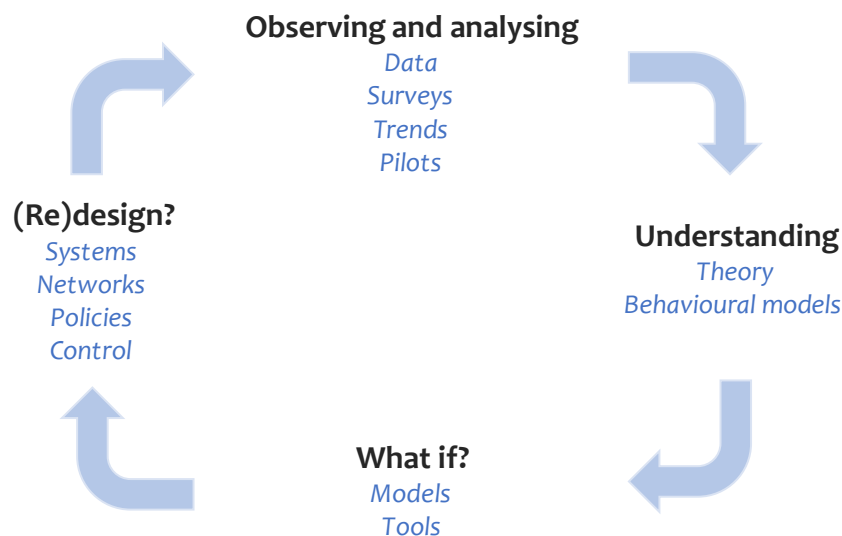 Observing and analysing
Data
Surveys
Trends
Pilots
Understanding
Theory
Behavioural models
What if?
Models
Tools
(Re)design?
Systems
Networks
Policies
Control